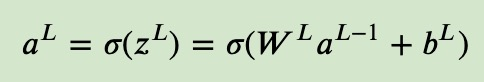 a^L = σ(z^L) = σ(W^L a^{L-1} + b^L)